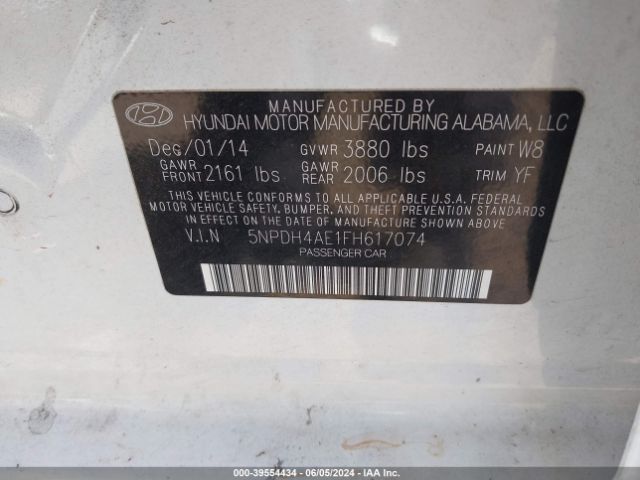 MANUFACTURED BY
HYUNDAI MOTOR MANUFACTURING ALABAMA, LLC
Dec/01/14 GVWR 3880 lbs PAINT W8
GAWR FRONT 2161 lbs GAWR REAR 2006 lbs TRIM YF
THIS VEHICLE CONFORMS TO ALL APPLICABLE U.S.A. FEDERAL
MOTOR VEHICLE SAFETY, BUMPER, AND THEFT PREVENTION STANDARDS
IN EFFECT ON THE DATE OF MANUFACTURE SHOWN ABOVE
V.I.N 5NPDH4AE1FH617074
PASSENGER CAR
000-39554434 - 06/05/2024 - IAA Inc.